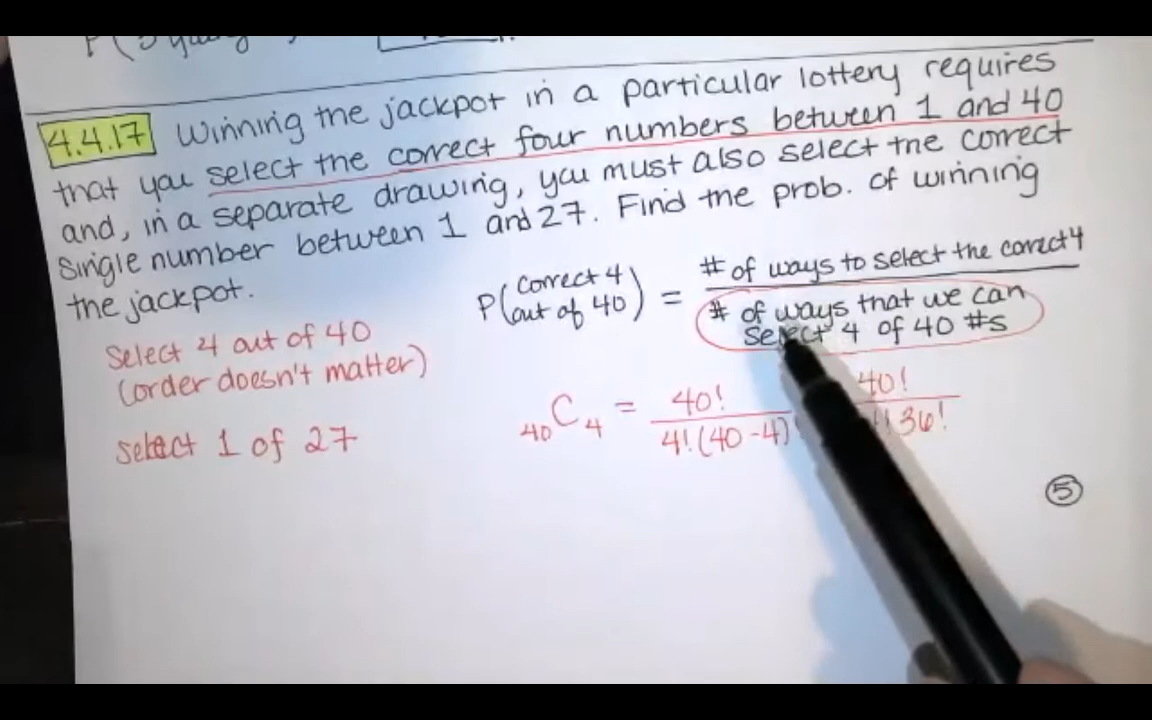 4.4.17 Winning the jackpot in a particular lottery requires
that you select the correct four numbers between 1 and 40
and, in a separate drawing, you must also select the correct
single number between 1 and 27. Find the prob. of winning
the jackpot.
P(correct 4 out of 40) = # of ways to select the correct 4
# of ways that we can
select 4 of 40 #s
Select 4 out of 40
(order doesn't matter)
select 1 of 27
40C4 = 40! / 4!(40-4)! 40! / 36!
5